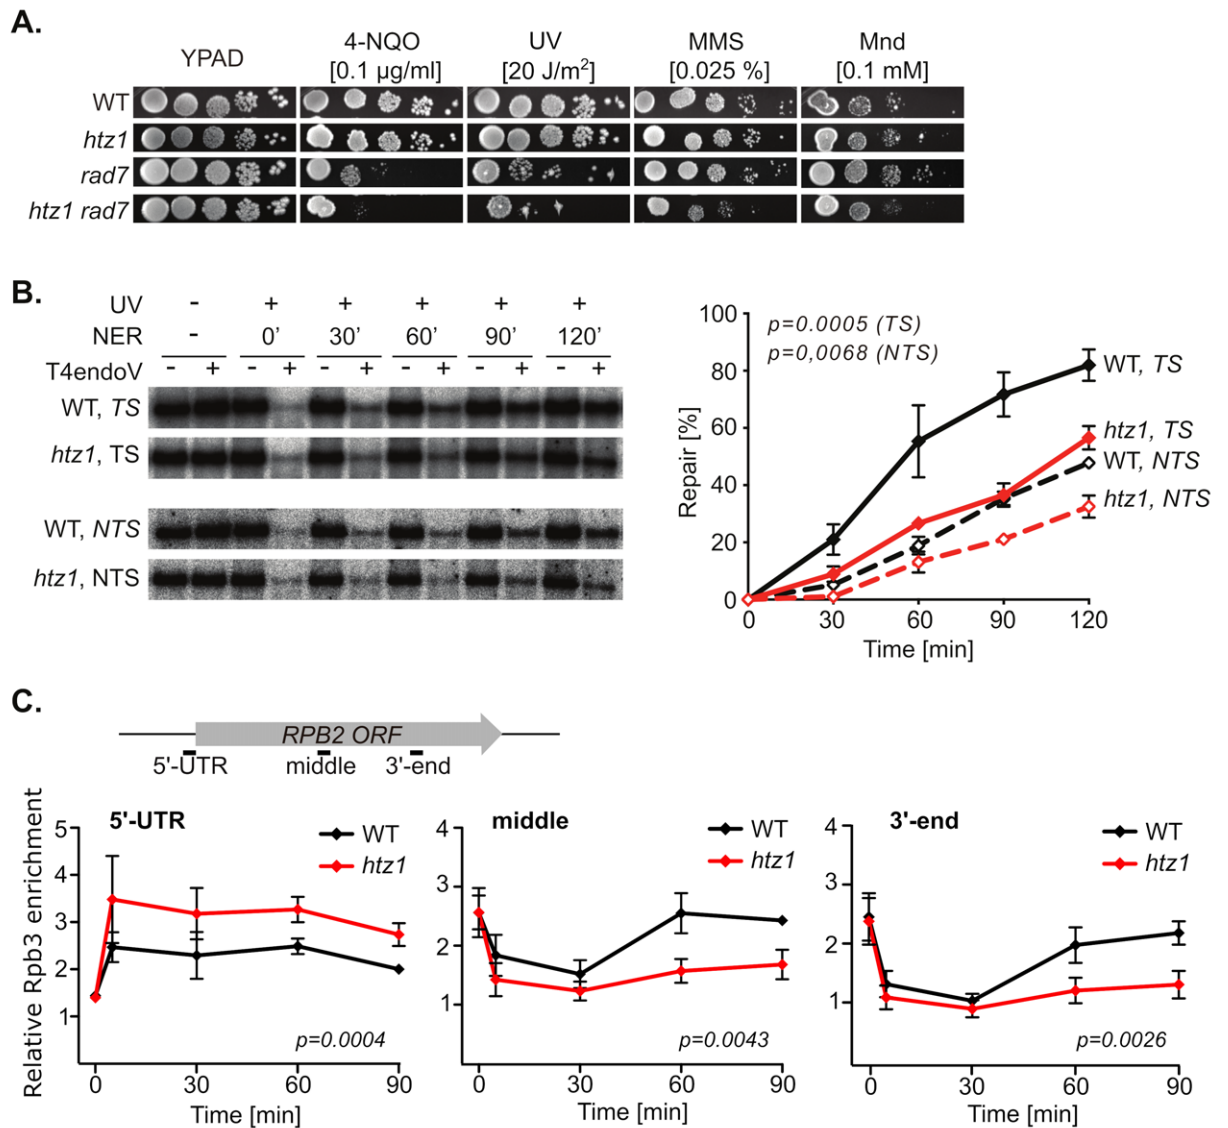 A.
YPAD
4-NQO
[0.1 µg/ml]
UV
[20 J/m²]
MMS
[0.025 %]
Mnd
[0.1 mM]
WT
htz1
rad7
htz1 rad7
B.
UV - + + + + +
NER - 0' 30' 60' 90' 120'
T4endoV - + - + - + - + - + - +
WT, TS
htz1, TS
WT, NTS
htz1, NTS
Repair [%]
100
80
60
40
20
0
p=0.0005 (TS)
p=0,0068 (NTS)
WT, TS
htz1, TS
WT, NTS
htz1, NTS
0 30 60 90 120
Time [min]
C.
RPB2 ORF
5'-UTR middle 3'-end
Relative Rpb3 enrichment
5'-UTR
5
4
3
2
1
WT
htz1
p=0.0004
0 30 60 90
Time [min]
middle
4
3
2
1
WT
htz1
p=0.0043
0 30 60 90
Time [min]
3'-end
4
3
2
1
WT
htz1
p=0.0026
0 30 60 90
Time [min]